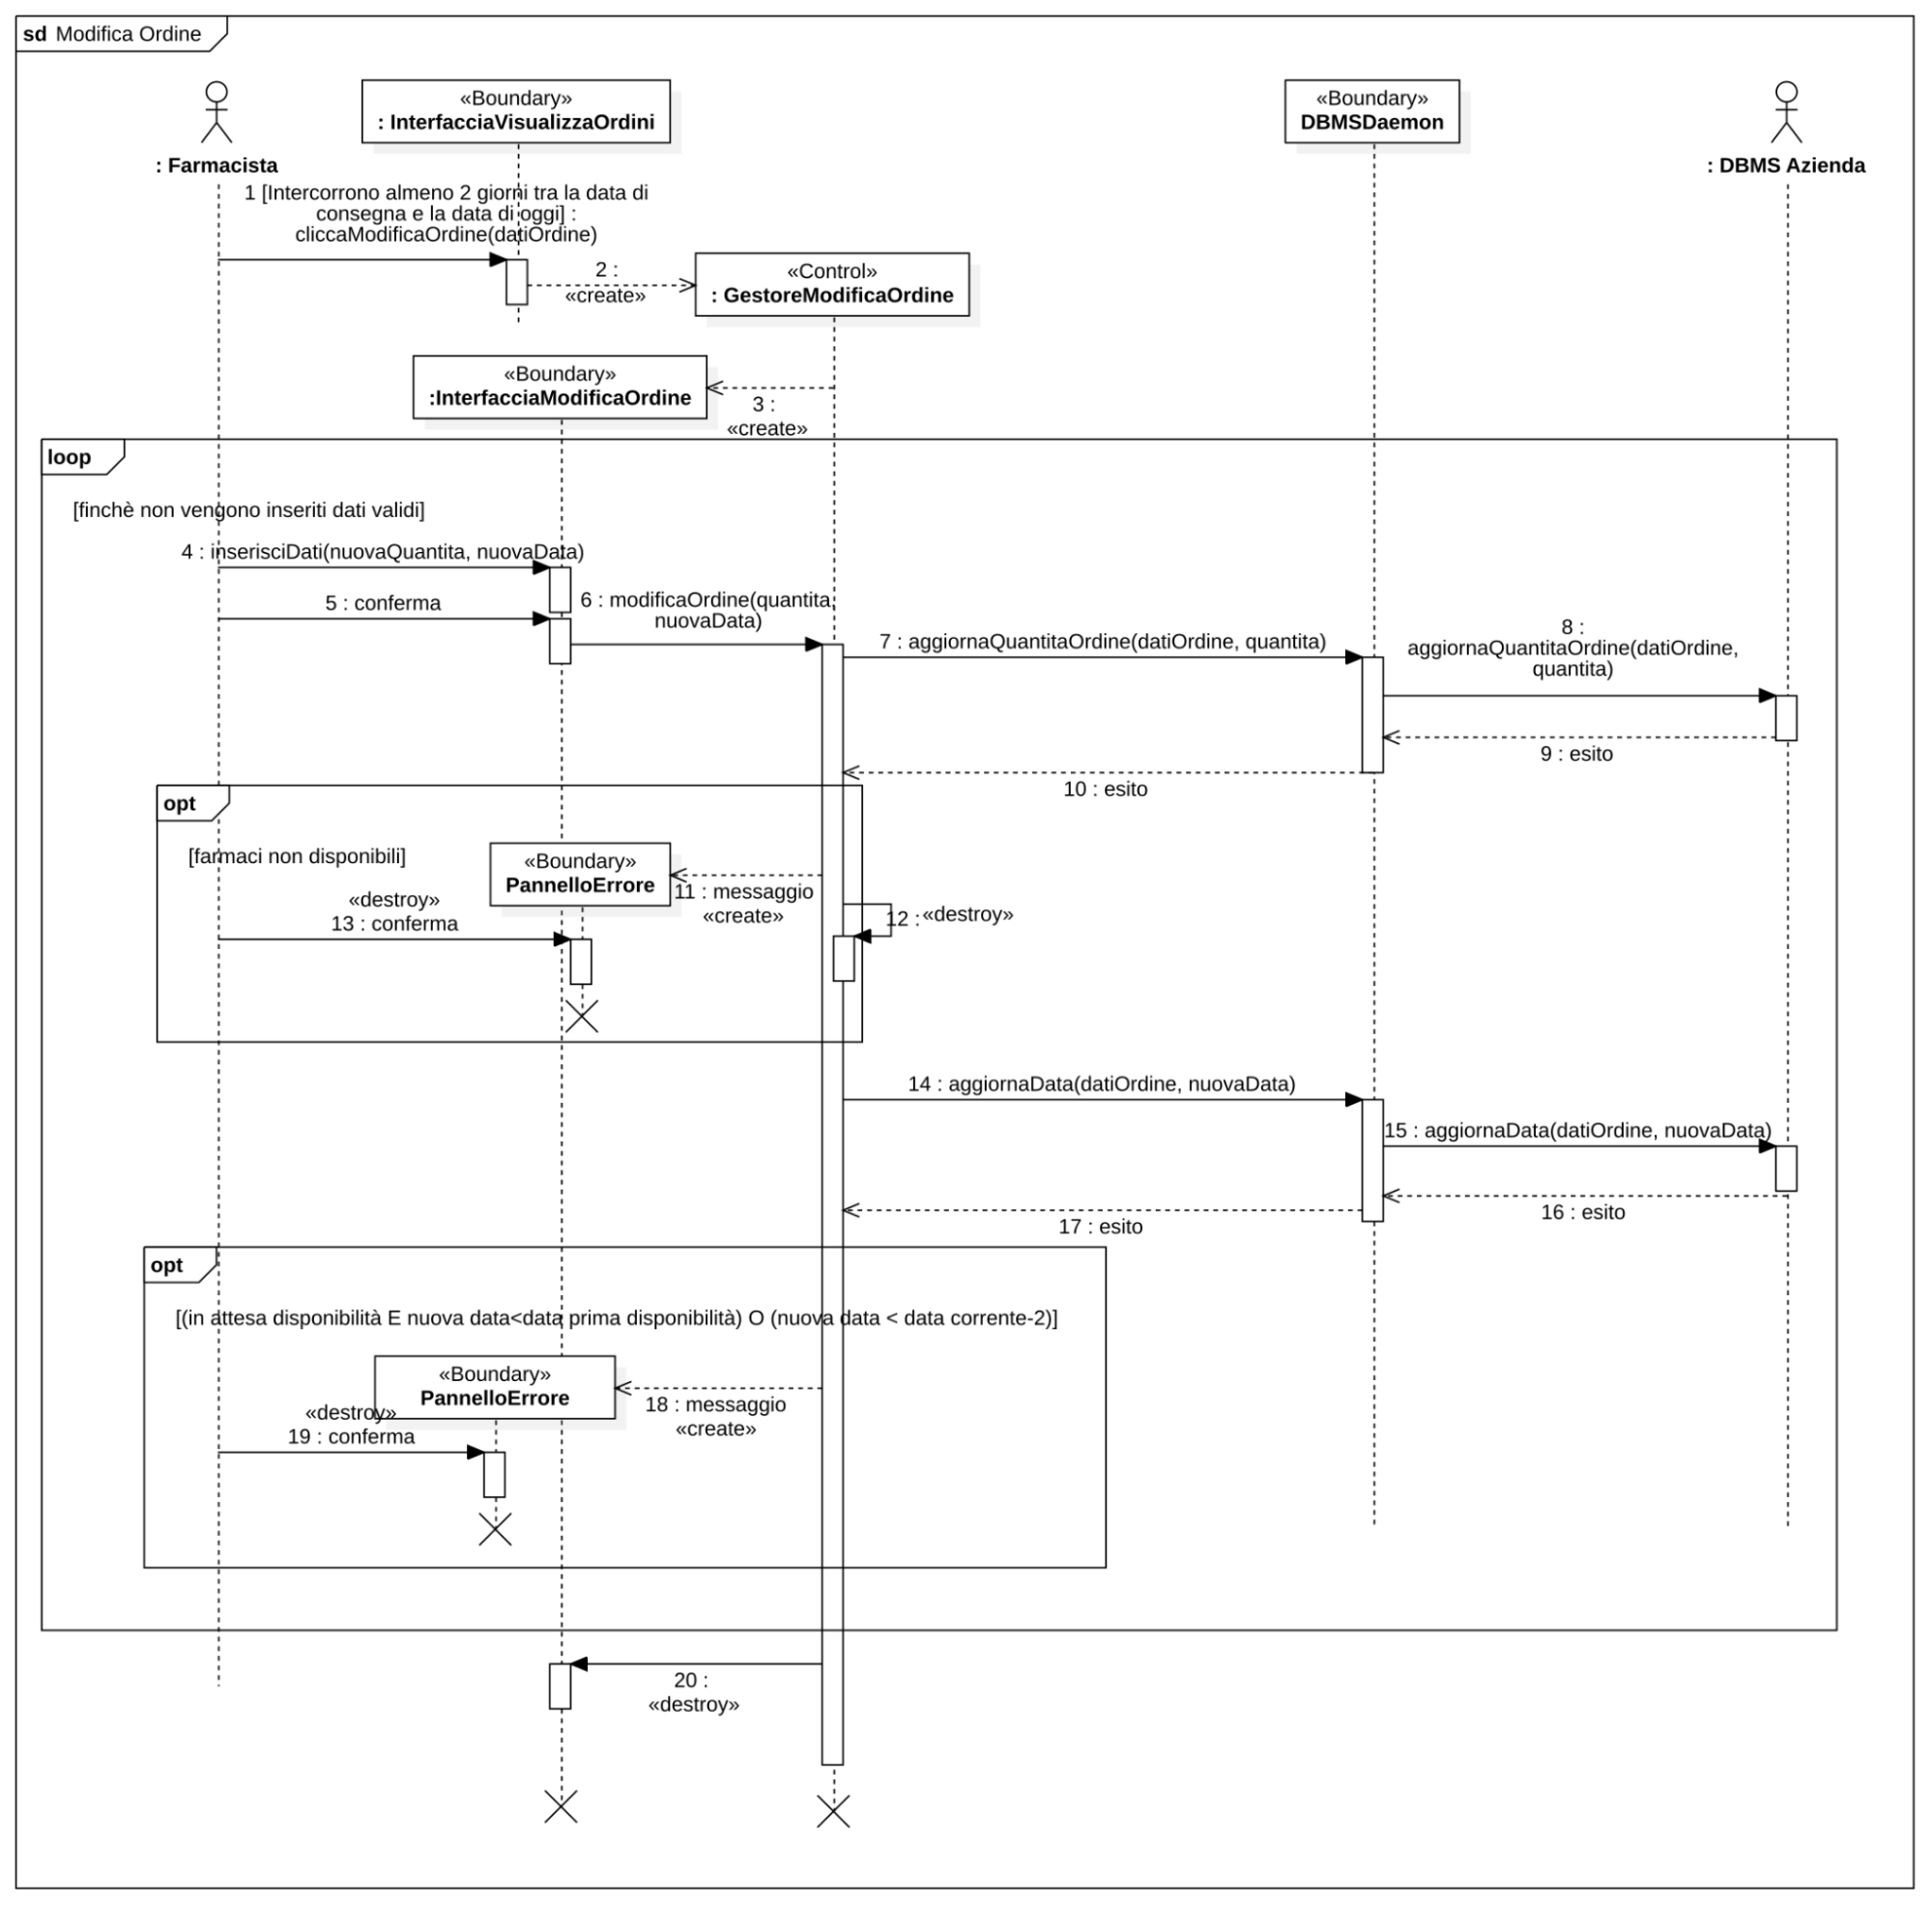 sd Modifica Ordine
«Boundary»
: InterfacciaVisualizzaOrdini
«Boundary»
DBMSDaemon
: Farmacista
: DBMS Azienda
1 [Intercorrono almeno 2 giorni tra la data di
consegna e la data di oggi] :
cliccaModificaOrdine(datiOrdine)
2 :
«create»
«Control»
: GestoreModificaOrdine
«Boundary»
:InterfacciaModificaOrdine
3 :
«create»
loop
[finchè non vengono inseriti dati validi]
4 : inserisciDati(nuovaQuantita, nuovaData)
5 : conferma
6 : modificaOrdine(quantita,
nuovaData)
7 : aggiornaQuantitaOrdine(datiOrdine, quantita)
8 :
aggiornaQuantitaOrdine(datiOrdine,
quantita)
9 : esito
10 : esito
opt
[farmaci non disponibili]
«Boundary»
PannelloErrore
11 : messaggio
«create»
12 : «destroy»
«destroy»
13 : conferma
14 : aggiornaData(datiOrdine, nuovaData)
15 : aggiornaData(datiOrdine, nuovaData)
16 : esito
17 : esito
opt
[(in attesa disponibilità E nuova data<data prima disponibilità) O (nuova data < data corrente-2)]
«Boundary»
PannelloErrore
18 : messaggio
«create»
«destroy»
19 : conferma
20 :
«destroy»